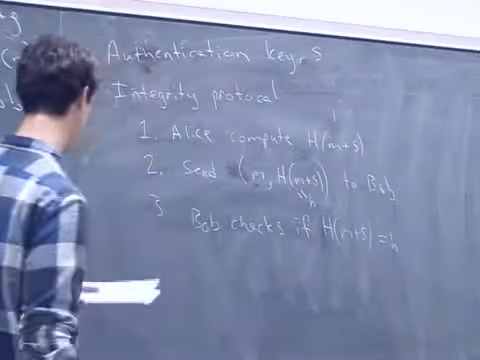 Authentication key, s
Integrity protocol
1. Alice compute H(m+s)
2. Send (m, H(m+s)) to Bob
h
3
Bob checks if H(m+s) = h